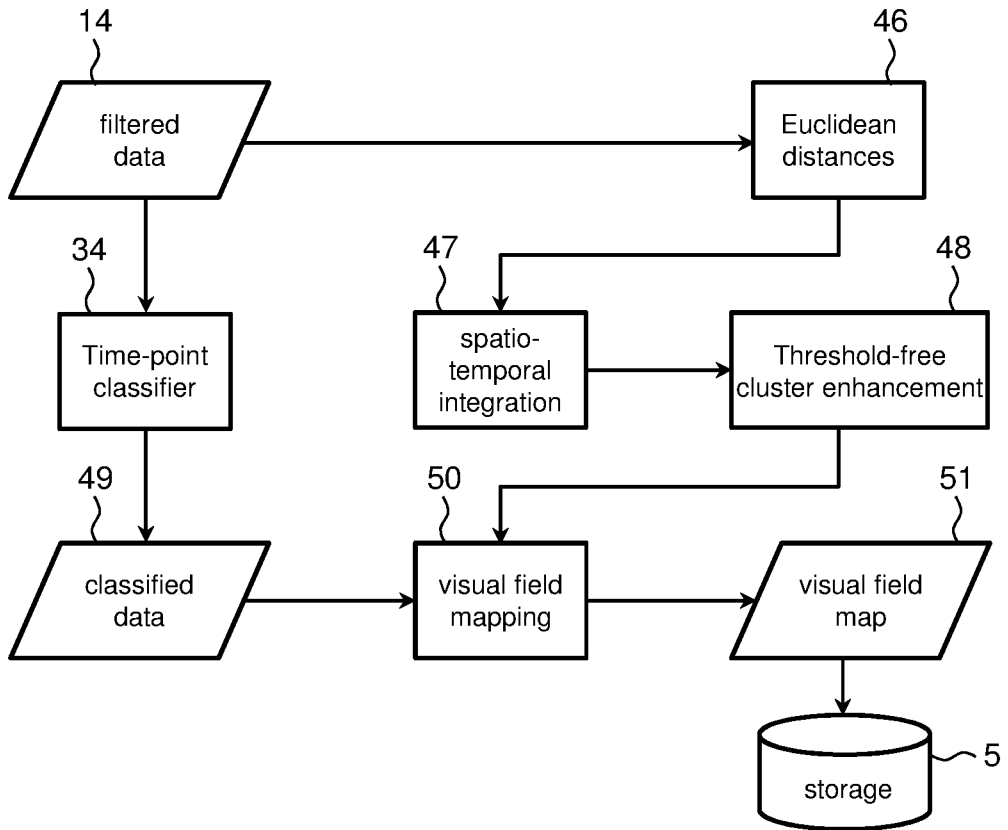 14
46
filtered
data
Euclidean
distances
34
47
48
Time-point
classifier
spatio-
temporal
integration
Threshold-free
cluster enhancement
49
50
51
classified
data
visual field
mapping
visual field
map
storage
5